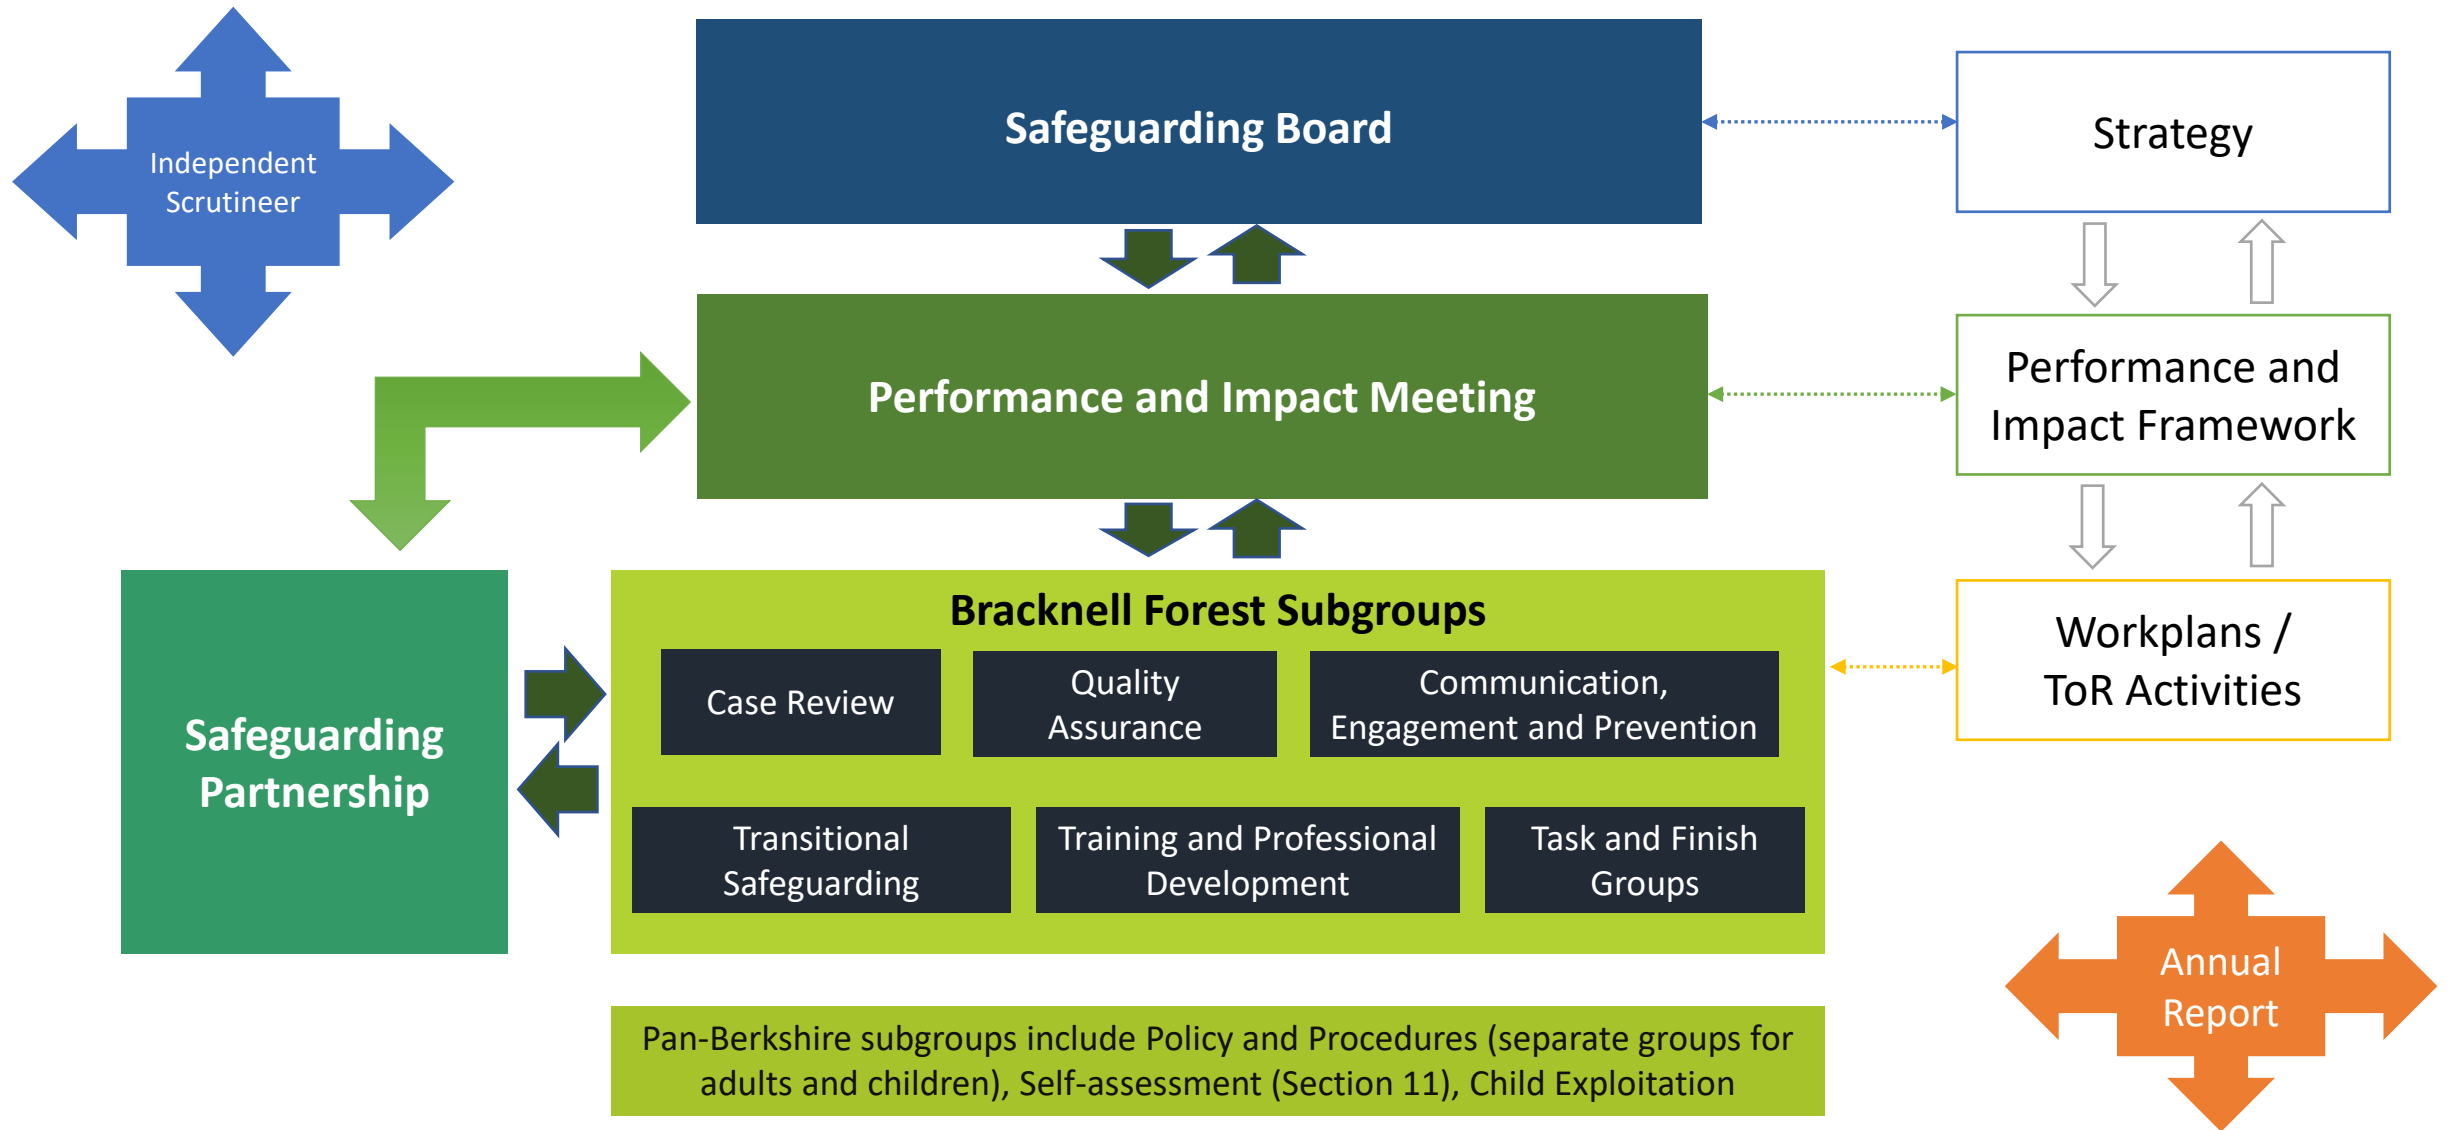 Independent
Scrutineer
Safeguarding Board
Strategy
Performance and Impact Meeting
Performance and
Impact Framework
Safeguarding
Partnership
Bracknell Forest Subgroups
Case Review
Quality
Assurance
Communication,
Engagement and Prevention
Transitional
Safeguarding
Training and Professional
Development
Task and Finish
Groups
Workplans /
ToR Activities
Annual
Report
Pan-Berkshire subgroups include Policy and Procedures (separate groups for
adults and children), Self-assessment (Section 11), Child Exploitation